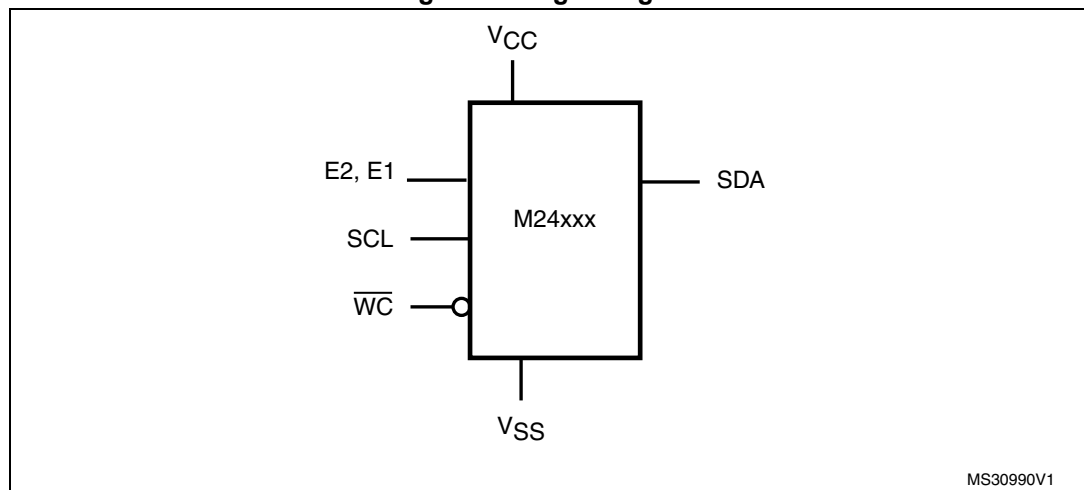 VCC
E2, E1
SDA
M24xxx
SCL
WC
VSS
MS30990V1